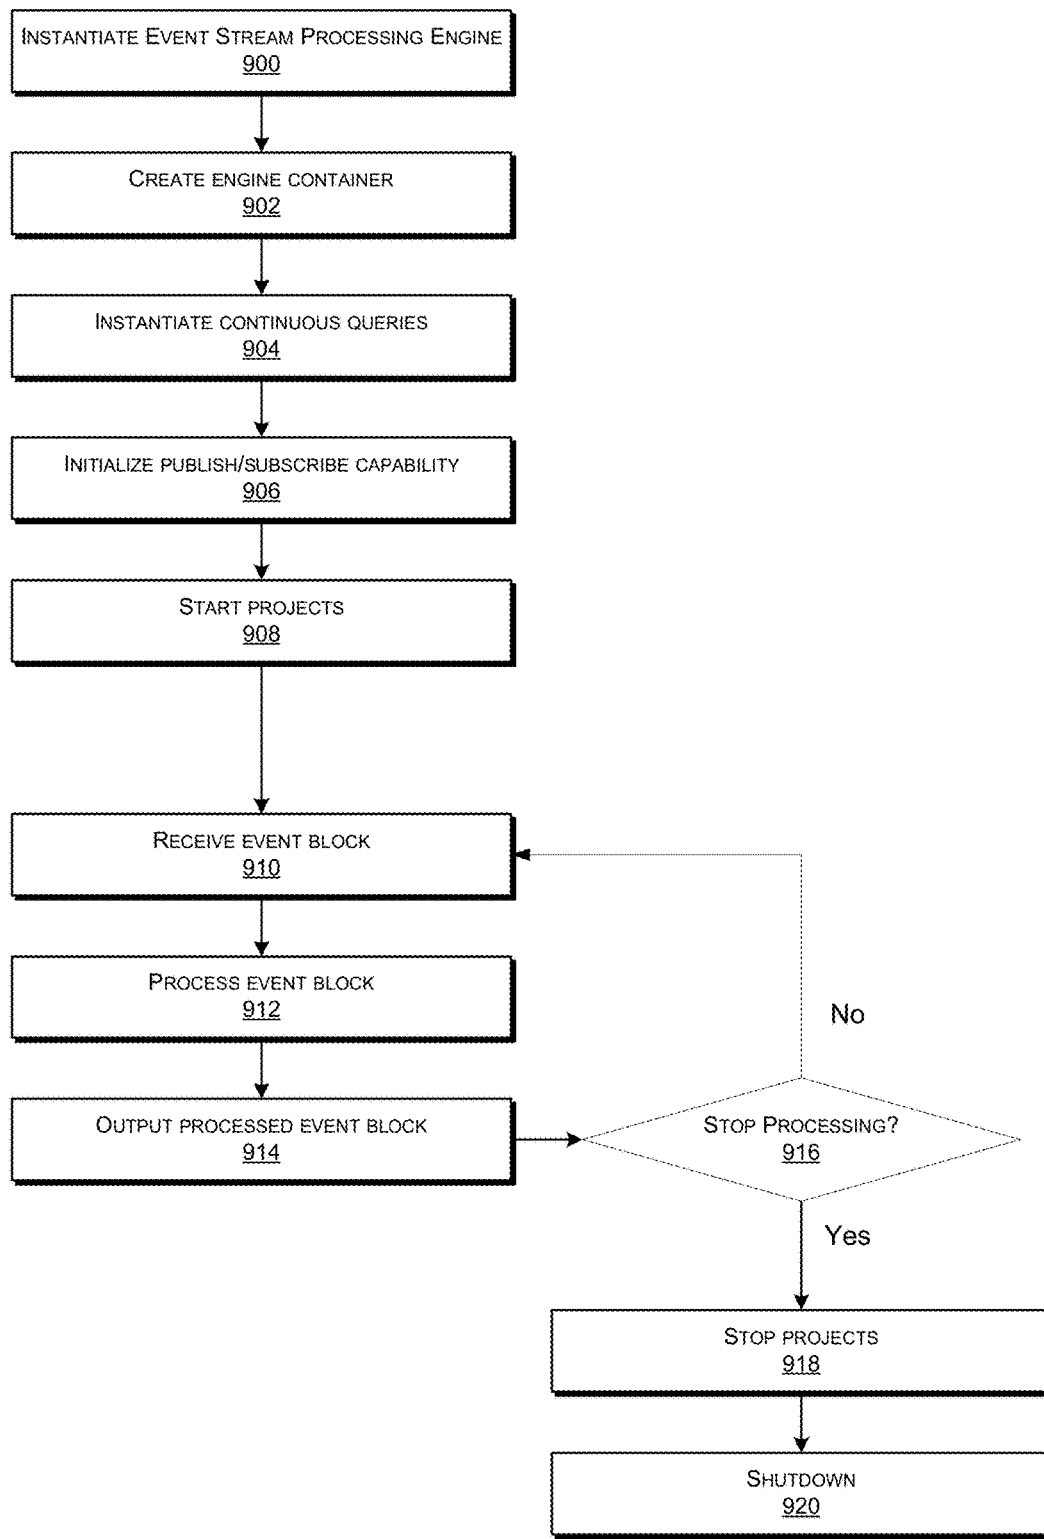 Instantiate Event Stream Processing Engine
900
Create engine container
902
Instantiate continuous queries
904
Initialize publish/subscribe capability
906
Start projects
908
Receive event block
910
Process event block
912
No
Output processed event block
914
Stop Processing?
916
Yes
Stop projects
918
Shutdown
920